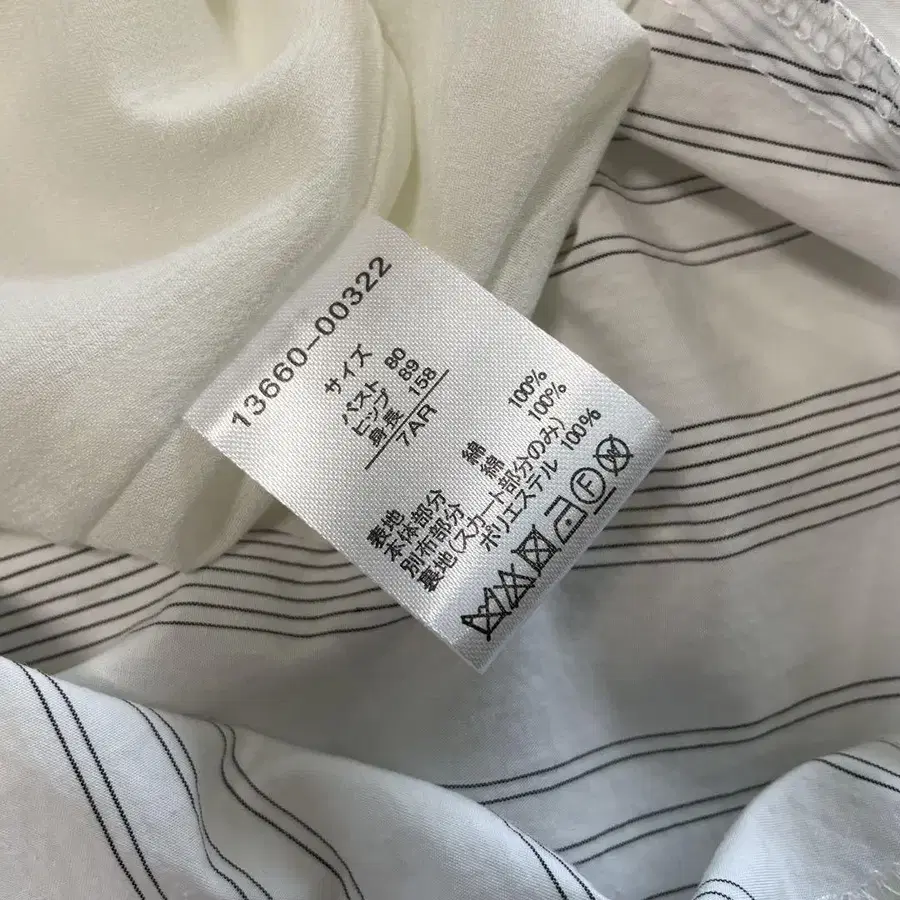 13660-00322
サイズ
バスト 80
ヒップ 89
身長 158
7AR
表地
本体部分 綿 100%
別布部分 綿 100%
裏地(スカート部分のみ)
ポリエステル 100%
F
W